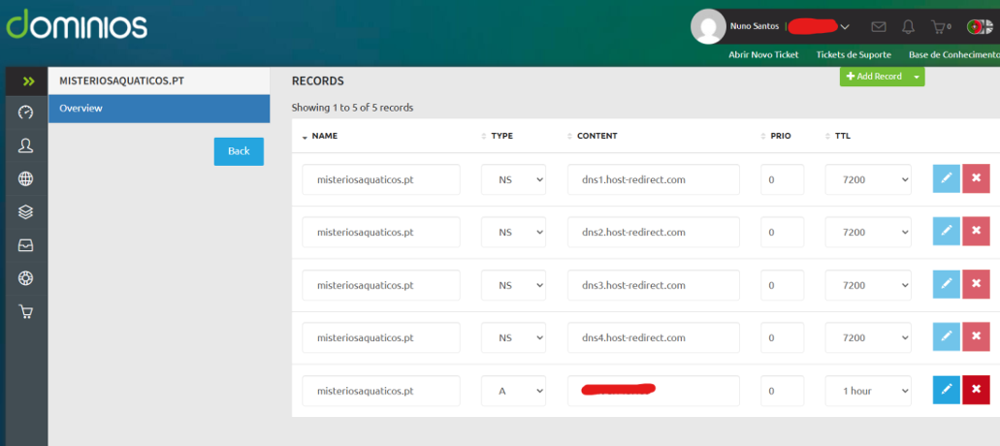 dominios
Nuno Santos |
0
Abrir Novo Ticket Tickets de Suporte Base de Conhecimento
MISTERIOSAQUATICOS.PT
Overview
Back
RECORDS
+ Add Record
Showing 1 to 5 of 5 records
NAME TYPE CONTENT PRIO TTL
misteriosaquaticos.pt NS dns1.host-redirect.com 0 7200
misteriosaquaticos.pt NS dns2.host-redirect.com 0 7200
misteriosaquaticos.pt NS dns3.host-redirect.com 0 7200
misteriosaquaticos.pt NS dns4.host-redirect.com 0 7200
misteriosaquaticos.pt A 0 1 hour